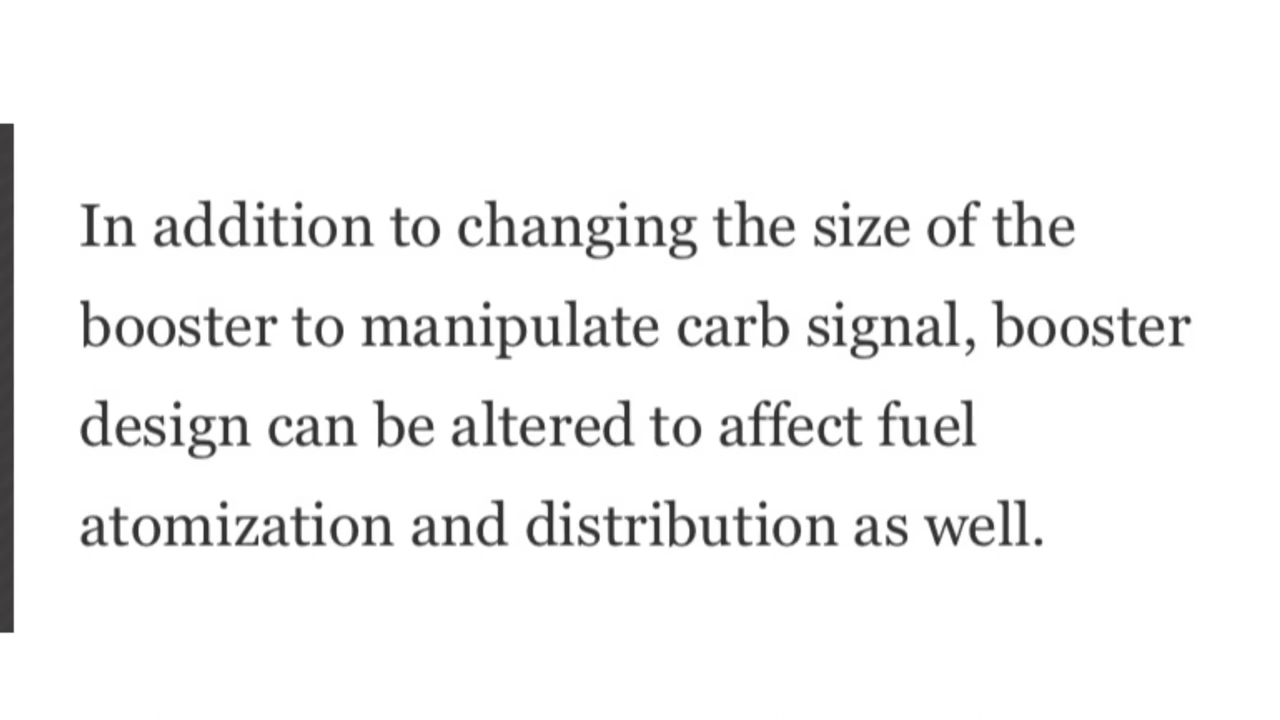 In addition to changing the size of the
booster to manipulate carb signal, booster
design can be altered to affect fuel
atomization and distribution as well.